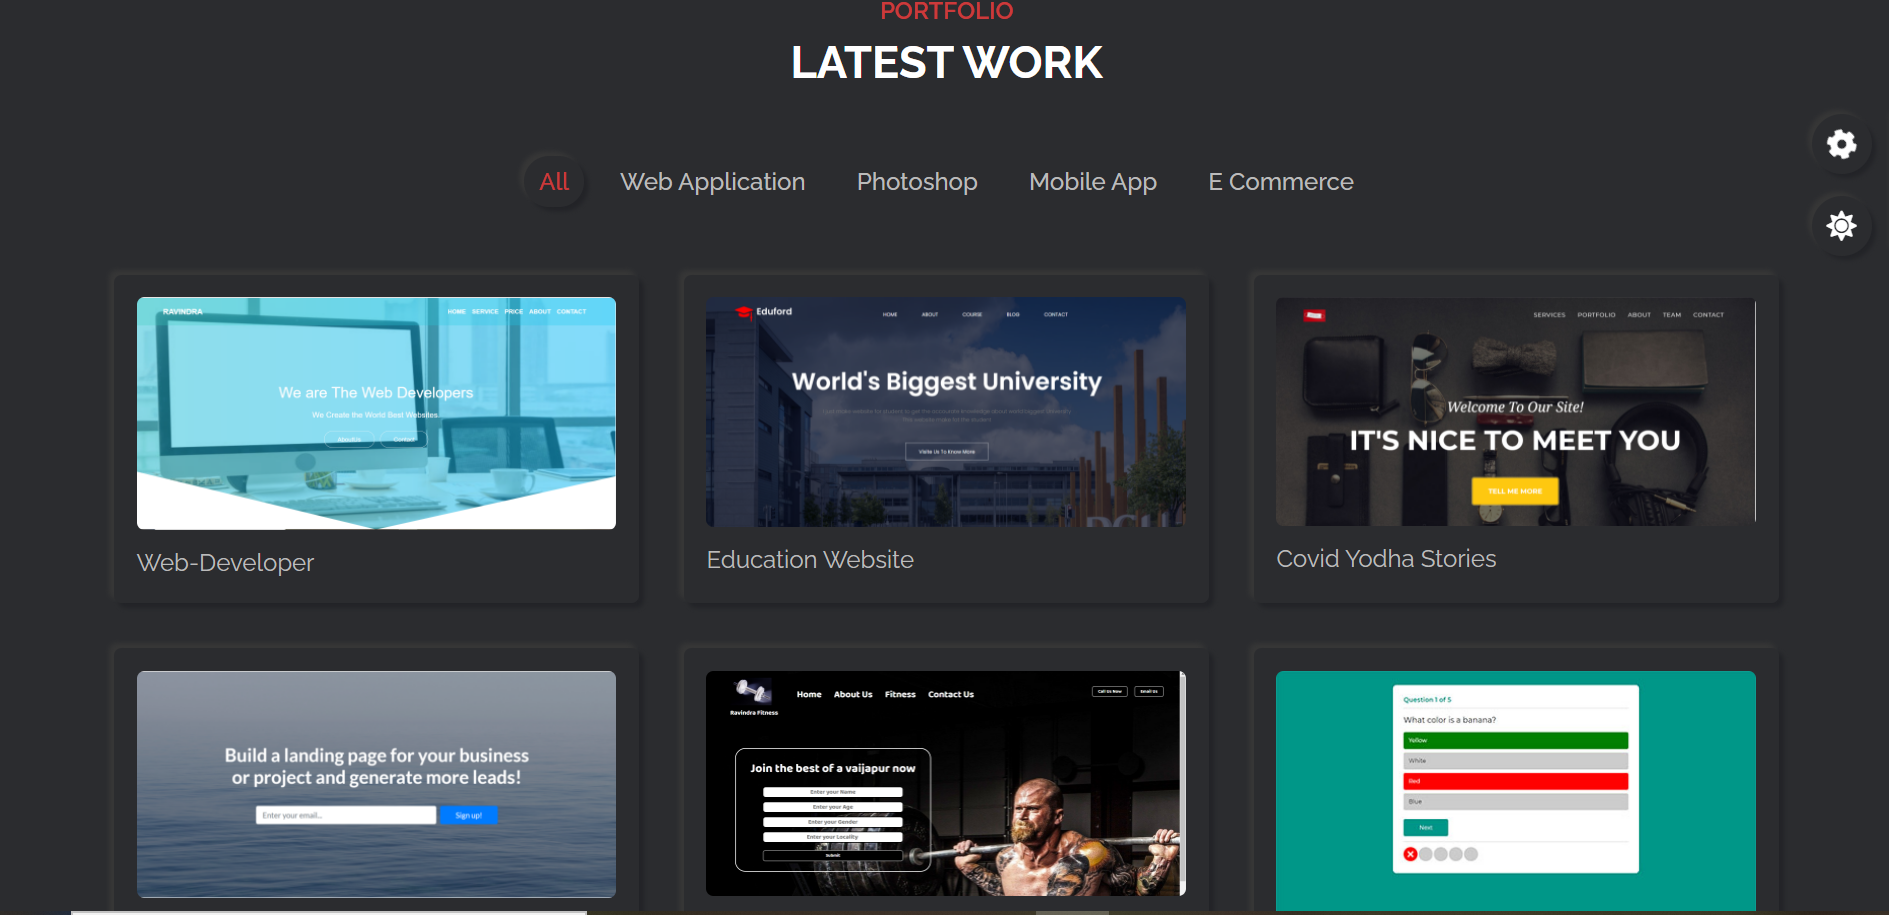 PORTFOLIO
LATEST WORK
All Web Application Photoshop Mobile App E Commerce
RAVINDRA HOME SERVICE PRICE ABOUT CONTACT
We are The Web Developers
We Create the World Best Websites.
About Us Contact
Web-Developer
Eduford HOME ABOUT COURSE BLOG CONTACT
World's Biggest University
Visite Us To Know More
Education Website
SERVICES PORTFOLIO ABOUT TEAM CONTACT
Welcome To Our Site!
IT'S NICE TO MEET YOU
TELL ME MORE
Covid Yodha Stories
Build a landing page for your business
or project and generate more leads!
Enter your email... Sign up!
Ravindra Fitness
Home About Us Fitness Contact Us Call Us Now Email Us
Join the best of a vaijapur now
Enter your Name
Enter your Age
Enter your Gender
Enter your Locality
Submit
Question 1 of 5
What color is a banana?
Yellow
White
Red
Blue
Next